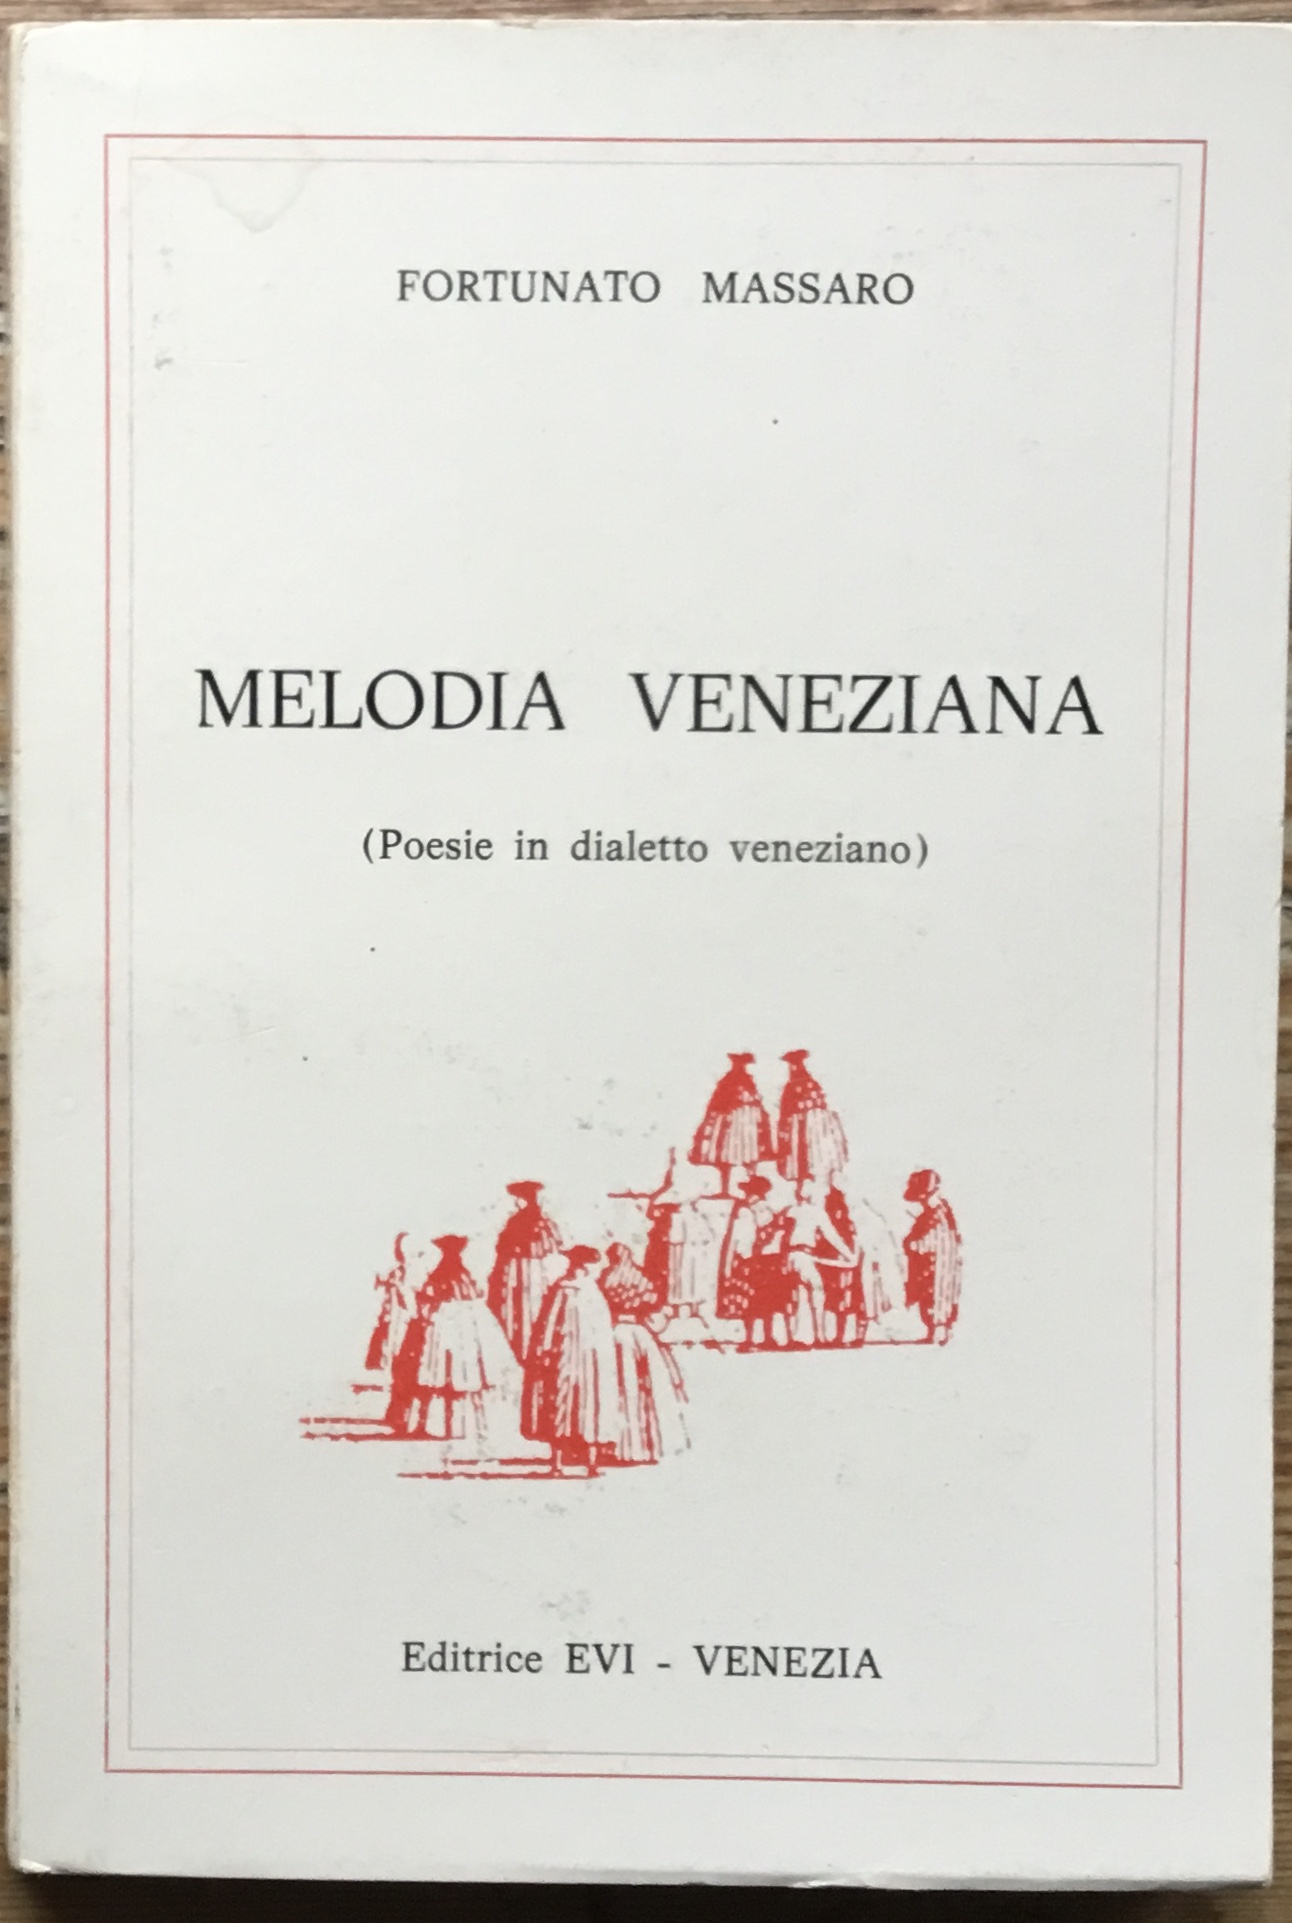 FORTUNATO MASSARO
MELODIA VENEZIANA
(Poesie in dialetto veneziano)
Editrice EVI - VENEZIA